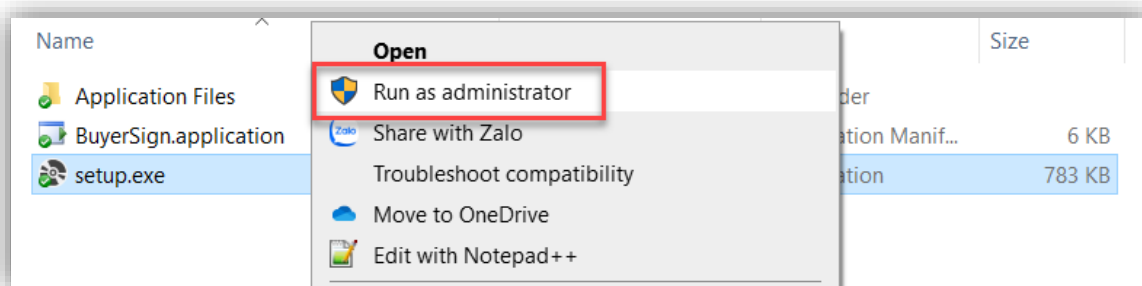 Name Size
Open
Run as administrator
Application Files der
Share with Zalo
BuyerSign.application ation Manif... 6 KB
Troubleshoot compatibility
setup.exe ation 783 KB
Move to OneDrive
Edit with Notepad++
Zalo